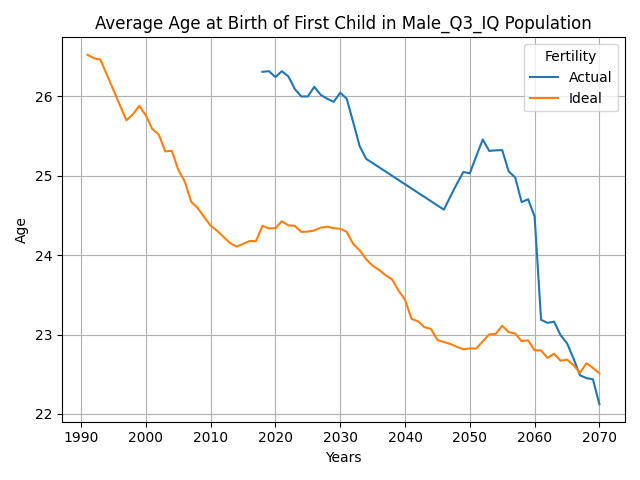 Average Age at Birth of First Child in Male_Q3_IQ Population
Fertility
Actual
Ideal
Age
26
25
24
23
22
1990
2000
2010
2020
2030
2040
2050
2060
2070
Years